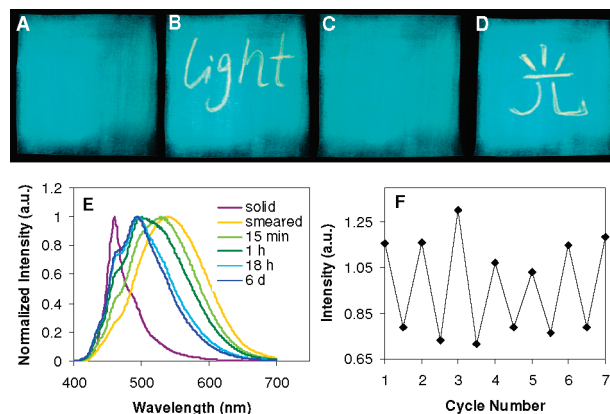 A
B
C
D
light
光
E
solid
smeared
15 min
1 h
18 h
6 d
Normalized Intensity (a.u.)
1.2
1
0.8
0.6
0.4
0.2
0
400
500
600
700
Wavelength (nm)
F
Intensity (a.u.)
1.25
1.05
0.85
0.65
1
2
3
4
5
6
7
Cycle Number